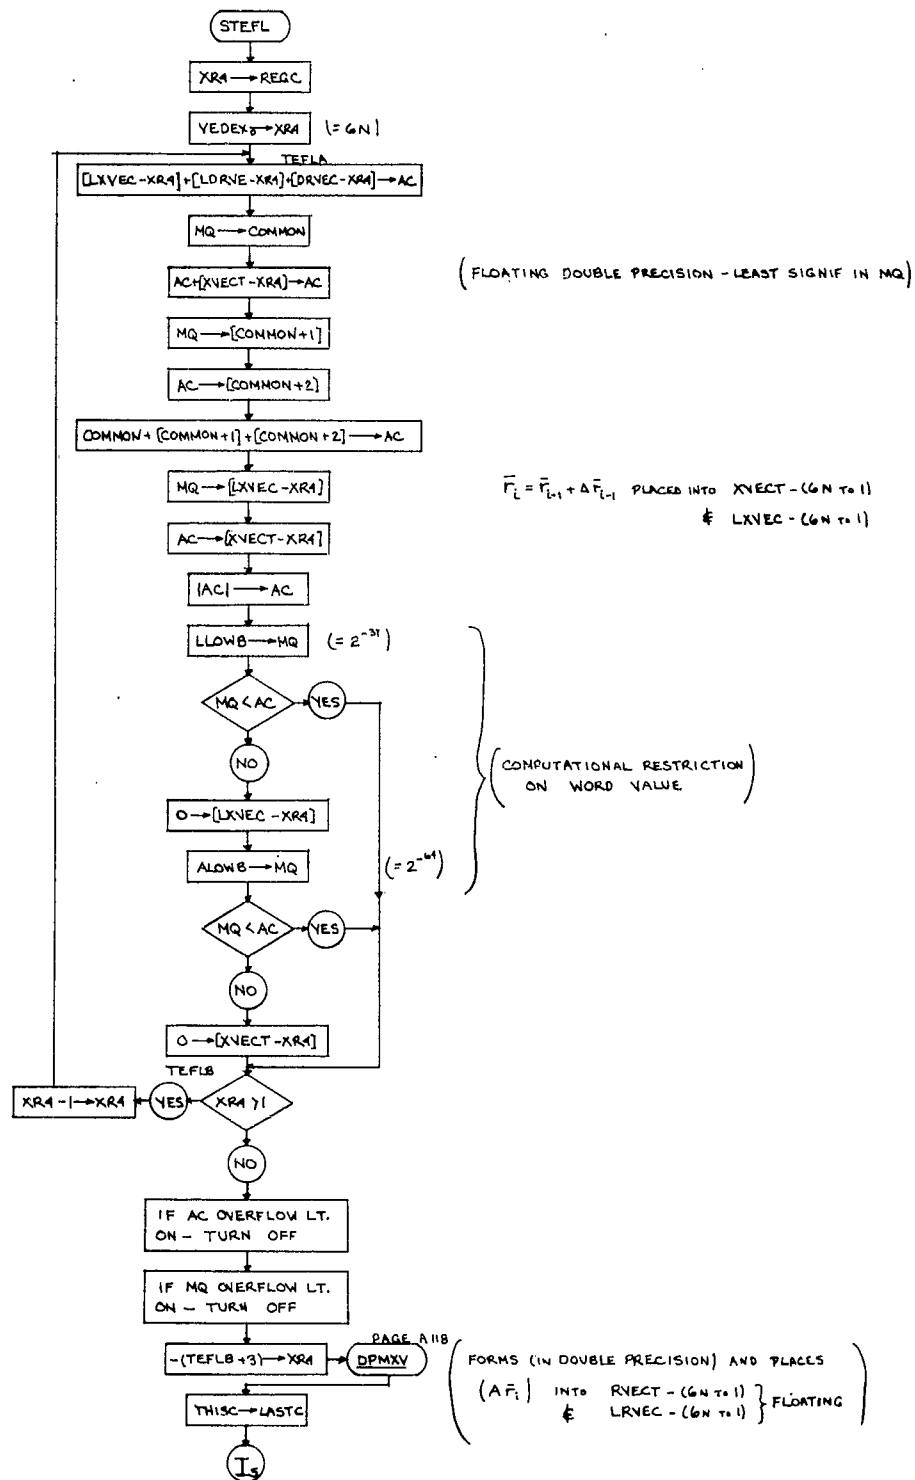 STEFL
XR4→REGC
VEDEX8→XR4 (=6N)
TEFLA
[LXVEC-XR4]+[LDRVE-XR4]+[DRVEC-XR4]→AC
MQ→COMMON
AC+[XVECT-XR4]→AC
(FLOATING DOUBLE PRECISION-LEAST SIGNIF IN MQ)
MQ→[COMMON+1]
AC→[COMMON+2]
COMMON+[COMMON+1]+[COMMON+2]→AC
MQ→[LXVEC-XR4]
r̄i = r̄i-1 + Δr̄i-1 PLACED INTO XVECT-(6N TO 1)
& LXVEC-(6N TO 1)
AC→[XVECT-XR4]
|AC|→AC
LLOWB→MQ (=2^-37)
MQ<AC YES
NO
(COMPUTATIONAL RESTRICTION
ON WORD VALUE)
0→[LXVEC-XR4]
ALOWB→MQ (=2^-64)
MQ<AC YES
NO
0→[XVECT-XR4]
TEFLB
XR4-1→XR4 YES XR4>1
NO
IF AC OVERFLOW LT.
ON- TURN OFF
IF MQ OVERFLOW LT.
ON- TURN OFF
PAGE A118
-(TEFLB+3)→XR4 DPMXV
(FORMS (IN DOUBLE PRECISION) AND PLACES
(Ar̄i) INTO RVECT-(6N TO 1)
& LRVEC-(6N TO 1)} FLOATING)
THISC→LASTC
I5